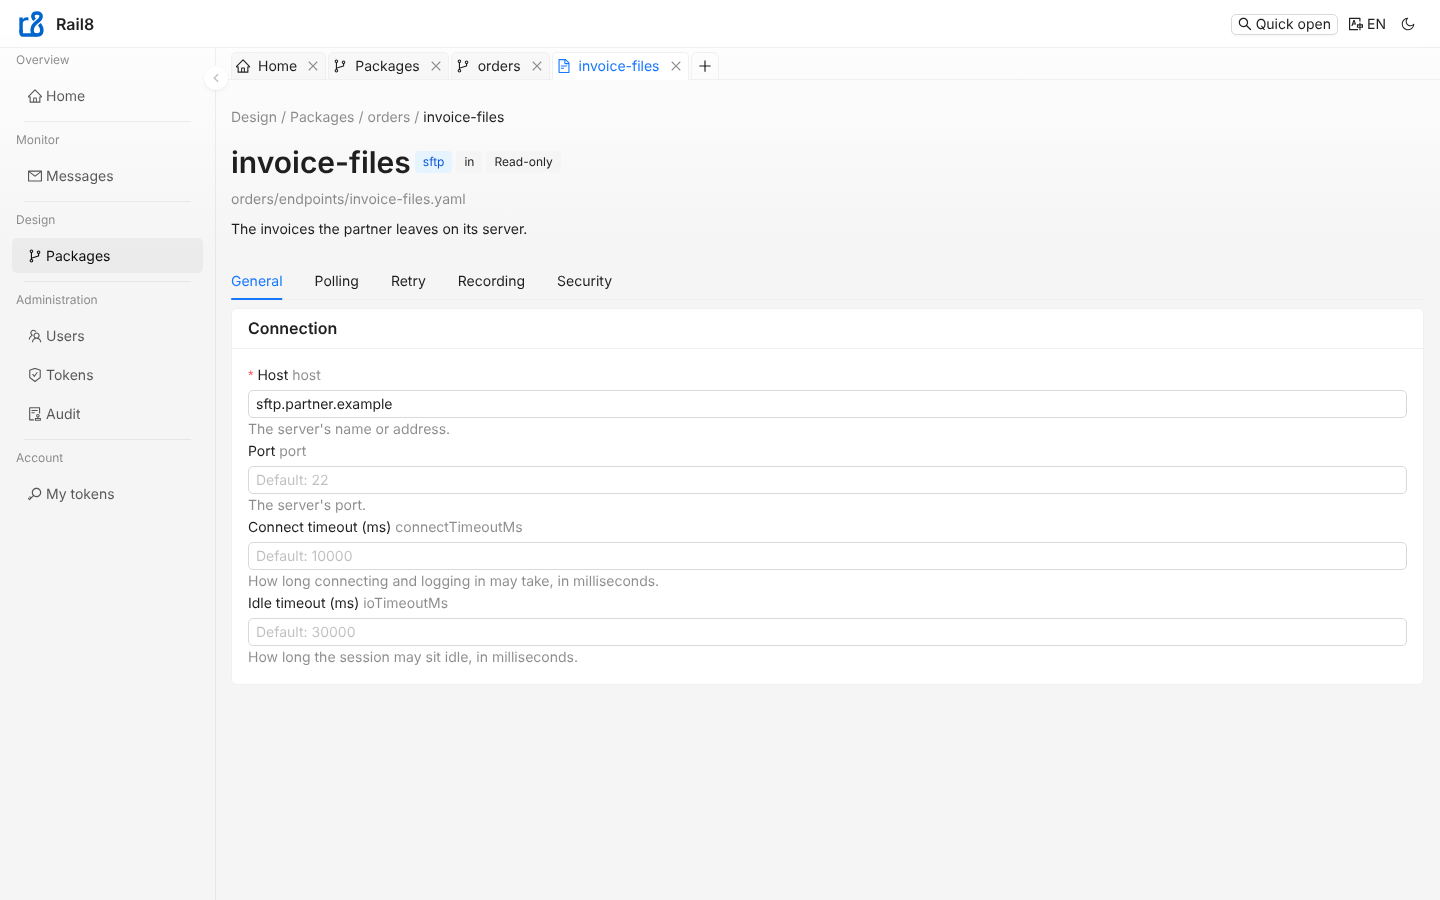 r8 Rail8
Quick open
EN
Overview
Home
Monitor
Messages
Design
Packages
Administration
Users
Tokens
Audit
Account
My tokens
Home
Packages
orders
invoice-files
Design / Packages / orders / invoice-files
invoice-files sftp in Read-only
orders/endpoints/invoice-files.yaml
The invoices the partner leaves on its server.
General Polling Retry Recording Security
Connection
* Host host
sftp.partner.example
The server's name or address.
Port port
Default: 22
The server's port.
Connect timeout (ms) connectTimeoutMs
Default: 10000
How long connecting and logging in may take, in milliseconds.
Idle timeout (ms) ioTimeoutMs
Default: 30000
How long the session may sit idle, in milliseconds.